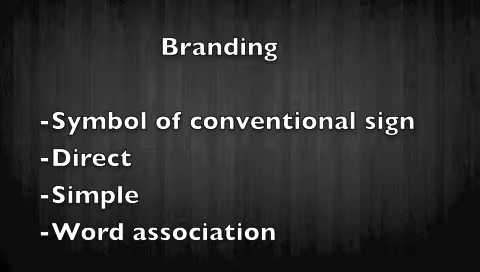 Branding
-Symbol of conventional sign
-Direct
-Simple
-Word association